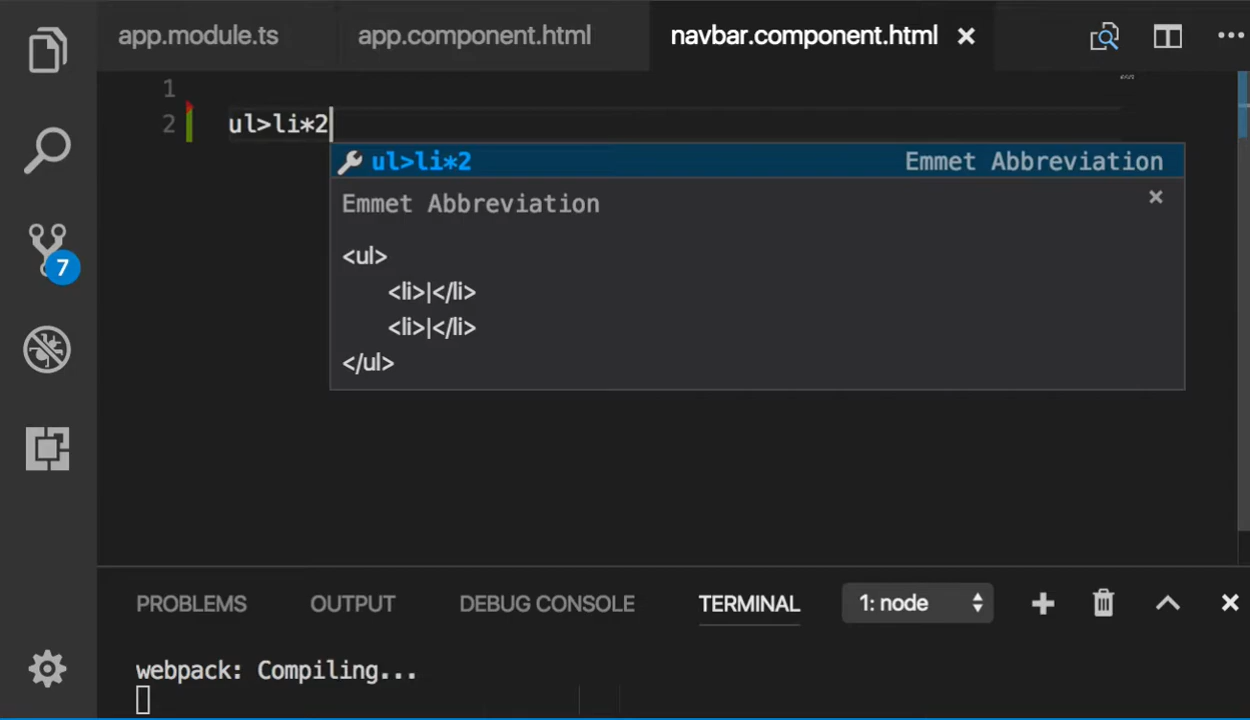 app.module.ts app.component.html navbar.component.html
1
2 ul>li*2
ul>li*2 Emmet Abbreviation
Emmet Abbreviation
<ul>
<li>|</li>
<li>|</li>
</ul>
7
PROBLEMS OUTPUT DEBUG CONSOLE TERMINAL 1: node
webpack: Compiling...